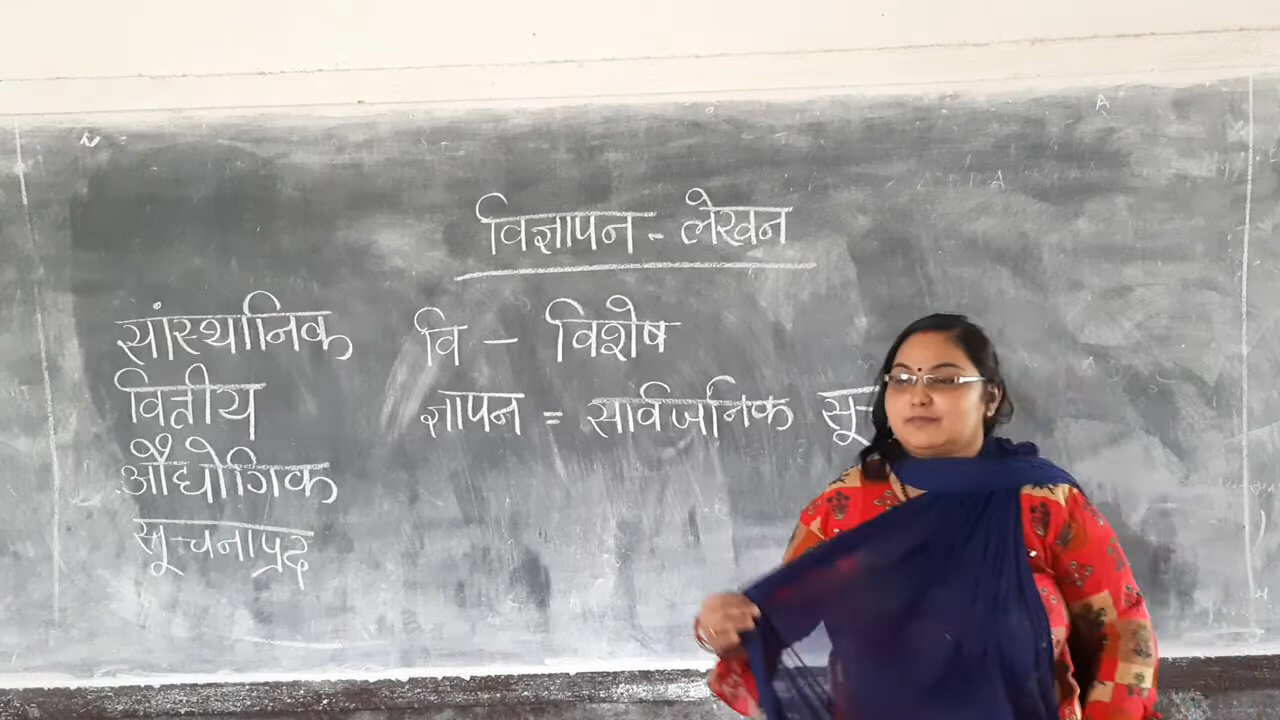 विज्ञापन - लेखन
सांस्थानिक
वित्तीय
औद्योगिक
सूचनाप्रद
वि - विशेष
ज्ञापन = सार्वजनिक